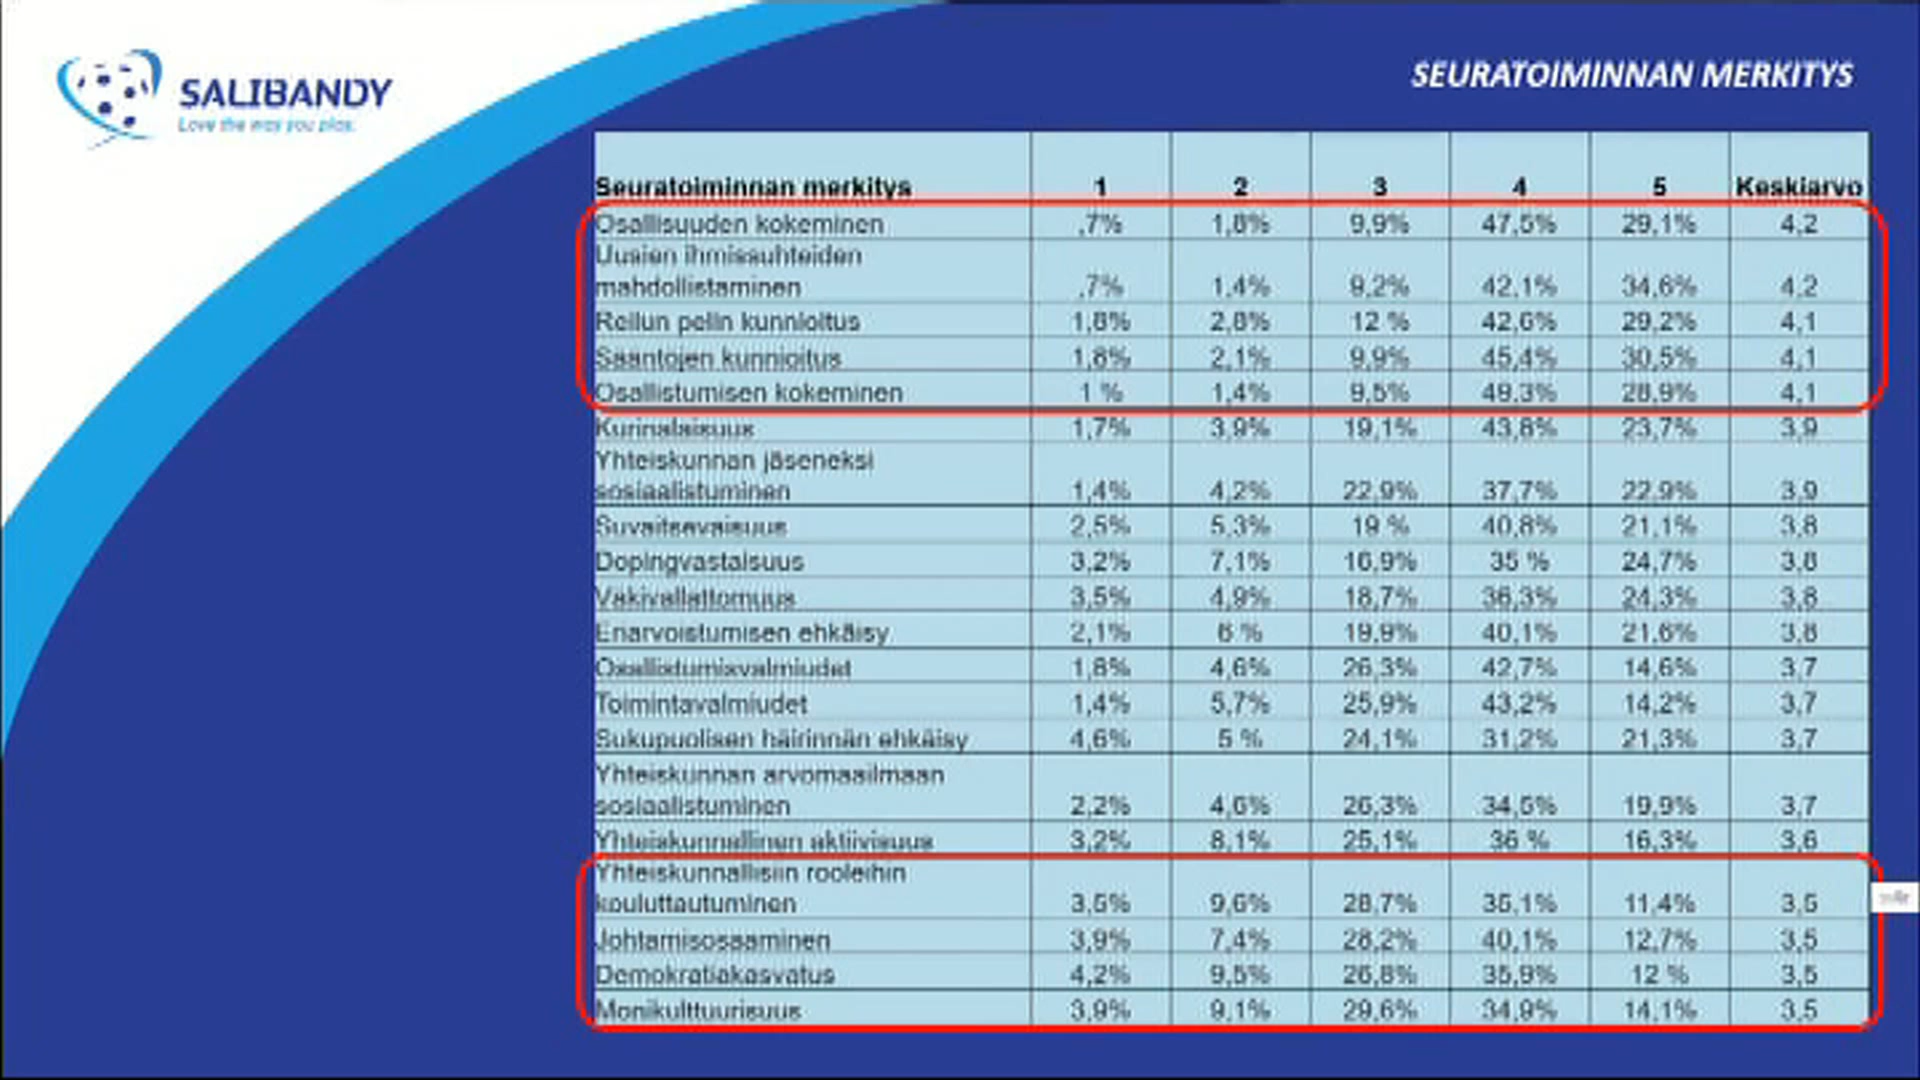 SALIBANDY
Love the way you play.
SEURATOIMINNAN MERKITYS
Seuratoiminnan merkitys 1 2 3 4 5 Keskiarvo
Osallisuuden kokeminen ,7% 1,8% 9,9% 47,5% 29,1% 4,2
Uusien ihmissuhteiden
mahdollistaminen ,7% 1,4% 9,2% 42,1% 34,6% 4,2
Reilun pelin kunnioitus 1,8% 2,8% 12 % 42,6% 29,2% 4,1
Sääntöjen kunnioitus 1,8% 2,1% 9,9% 45,4% 30,5% 4,1
Osallistumisen kokeminen 1 % 1,4% 9,5% 49,3% 28,9% 4,1
Kurinalaisuus 1,7% 3,9% 19,1% 43,8% 23,7% 3,9
Yhteiskunnan jäseneksi
sosiaalistuminen 1,4% 4,2% 22,9% 37,7% 22,9% 3,9
Suvaitsevaisuus 2,5% 5,3% 19 % 40,8% 21,1% 3,8
Dopingvastaisuus 3,2% 7,1% 16,9% 35 % 24,7% 3,8
Väkivallattomuus 3,5% 4,9% 18,7% 36,3% 24,3% 3,8
Eriarvoistumisen ehkäisy 2,1% 6 % 19,9% 40,1% 21,6% 3,8
Osallistumisvalmiudet 1,8% 4,6% 26,3% 42,7% 14,6% 3,7
Toimintavalmiudet 1,4% 5,7% 25,9% 43,2% 14,2% 3,7
Sukupuolisen häirinnän ehkäisy 4,6% 5 % 24,1% 31,2% 21,3% 3,7
Yhteiskunnan arvomaailmaan
sosiaalistuminen 2,2% 4,6% 26,3% 34,5% 19,9% 3,7
Yhteiskunnallinen aktiivisuus 3,2% 8,1% 25,1% 36 % 16,3% 3,6
Yhteiskunnallisiin rooleihin
kouluttautuminen 3,5% 9,6% 28,7% 35,1% 11,4% 3,5
Johtamisosaaminen 3,9% 7,4% 28,2% 40,1% 12,7% 3,5
Demokratiakasvatus 4,2% 9,5% 26,8% 35,9% 12 % 3,5
Monikulttuurisuus 3,9% 9,1% 29,6% 34,9% 14,1% 3,5